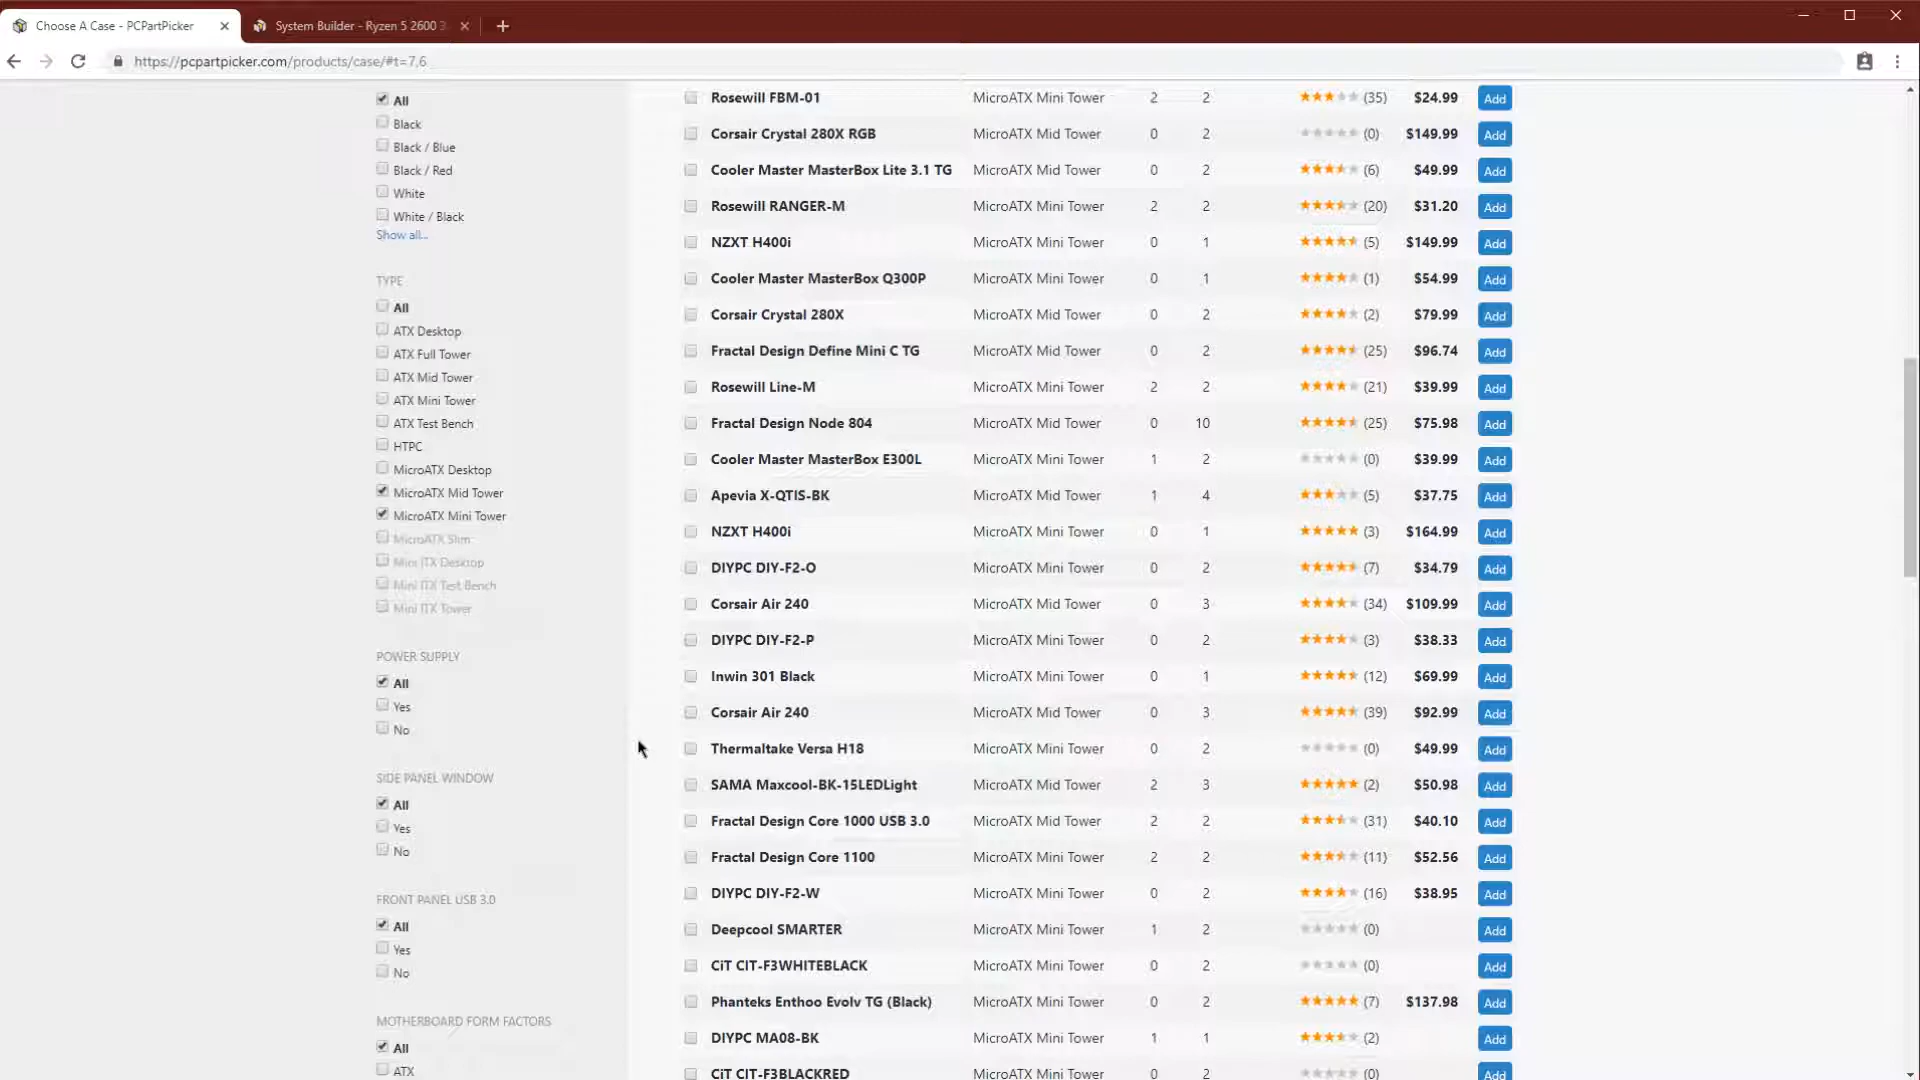 Choose A Case - PCPartPicker
System Builder - Ryzen 5 2600
https://pcpartpicker.com/products/case/#t=7,6
All
Black
Black / Blue
Black / Red
White
White / Black
Show all...
TYPE
All
ATX Desktop
ATX Full Tower
ATX Mid Tower
ATX Mini Tower
ATX Test Bench
HTPC
MicroATX Desktop
MicroATX Mid Tower
MicroATX Mini Tower
MicroATX Slim
Mini ITX Desktop
Mini ITX Test Bench
Mini ITX Tower
POWER SUPPLY
All
Yes
No
SIDE PANEL WINDOW
All
Yes
No
FRONT PANEL USB 3.0
All
Yes
No
MOTHERBOARD FORM FACTORS
All
ATX
Rosewill FBM-01 MicroATX Mini Tower 2 2 (35) $24.99 Add
Corsair Crystal 280X RGB MicroATX Mid Tower 0 2 (0) $149.99 Add
Cooler Master MasterBox Lite 3.1 TG MicroATX Mid Tower 0 2 (6) $49.99 Add
Rosewill RANGER-M MicroATX Mini Tower 2 2 (20) $31.20 Add
NZXT H400i MicroATX Mini Tower 0 1 (5) $149.99 Add
Cooler Master MasterBox Q300P MicroATX Mini Tower 0 1 (1) $54.99 Add
Corsair Crystal 280X MicroATX Mid Tower 0 2 (2) $79.99 Add
Fractal Design Define Mini C TG MicroATX Mid Tower 0 2 (25) $96.74 Add
Rosewill Line-M MicroATX Mini Tower 2 2 (21) $39.99 Add
Fractal Design Node 804 MicroATX Mid Tower 0 10 (25) $75.98 Add
Cooler Master MasterBox E300L MicroATX Mini Tower 1 2 (0) $39.99 Add
Apevia X-QTIS-BK MicroATX Mid Tower 1 4 (5) $37.75 Add
NZXT H400i MicroATX Mini Tower 0 1 (3) $164.99 Add
DIYPC DIY-F2-O MicroATX Mini Tower 0 2 (7) $34.79 Add
Corsair Air 240 MicroATX Mid Tower 0 3 (34) $109.99 Add
DIYPC DIY-F2-P MicroATX Mini Tower 0 2 (3) $38.33 Add
Inwin 301 Black MicroATX Mini Tower 0 1 (12) $69.99 Add
Corsair Air 240 MicroATX Mid Tower 0 3 (39) $92.99 Add
Thermaltake Versa H18 MicroATX Mini Tower 0 2 (0) $49.99 Add
SAMA Maxcool-BK-15LEDLight MicroATX Mid Tower 2 3 (2) $50.98 Add
Fractal Design Core 1000 USB 3.0 MicroATX Mid Tower 2 2 (31) $40.10 Add
Fractal Design Core 1100 MicroATX Mini Tower 2 2 (11) $52.56 Add
DIYPC DIY-F2-W MicroATX Mini Tower 0 2 (16) $38.95 Add
Deepcool SMARTER MicroATX Mini Tower 1 2 (0) Add
CiT CIT-F3WHITEBLACK MicroATX Mini Tower 0 2 (0) Add
Phanteks Enthoo Evolv TG (Black) MicroATX Mini Tower 0 2 (7) $137.98 Add
DIYPC MA08-BK MicroATX Mini Tower 1 1 (2) Add
CiT CIT-F3BLACKRED MicroATX Mini Tower 0 2 (0) Add